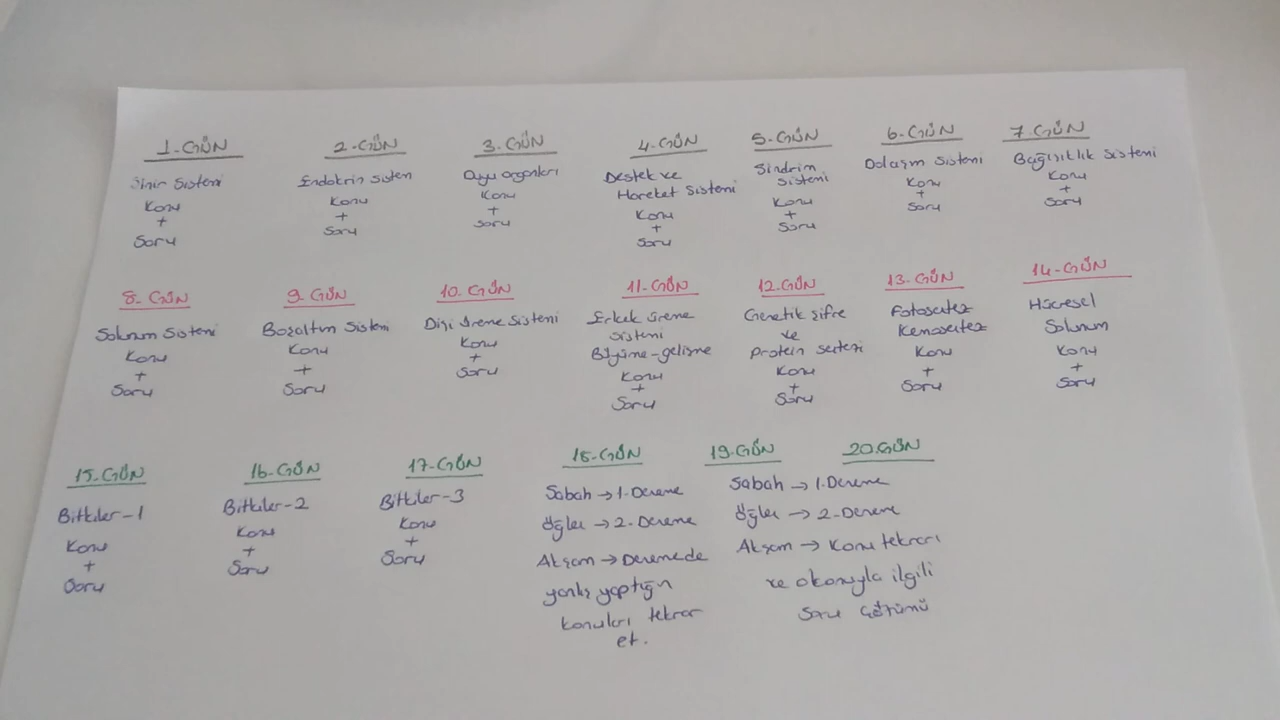 1.GÜN
Sinir Sistemi
Konu
+
Soru
2.GÜN
Endokrin Sistem
Konu
+
Soru
3.GÜN
Duyu organları
Konu
+
Soru
4.GÜN
Destek ve
Hareket Sistemi
Konu
+
Soru
5.GÜN
Sindirim
Sistemi
Konu
+
Soru
6.GÜN
Dolaşım Sistemi
Konu
+
Soru
7.GÜN
Bağışıklık Sistemi
Konu
+
Soru
8.GÜN
Solunum Sistemi
Konu
+
Soru
9.GÜN
Boşaltım Sistemi
Konu
+
Soru
10.GÜN
Dişi Üreme Sistemi
Konu
+
Soru
11.GÜN
Erkek üreme
Sistemi
Büyüme-gelişme
Konu
+
Soru
12.GÜN
Genetik şifre
ve
protein sentezi
Konu
+
Soru
13.GÜN
Fotosentez
Kemosentez
Konu
+
Soru
14.GÜN
Hücresel
Solunum
Konu
+
Soru
15.GÜN
Bitkiler-1
Konu
+
Soru
16.GÜN
Bitkiler-2
Konu
+
Soru
17.GÜN
Bitkiler-3
Konu
+
Soru
18.GÜN
Sabah → 1.Deneme
Öğlen → 2.Deneme
Akşam → Denemede
yanlış yaptığın
konuları tekrar
et.
19.GÜN 20.GÜN
Sabah → 1.Deneme
Öğlen → 2.Deneme
Akşam → Konu tekrarı
ve o konuyla ilgili
Soru çözümü